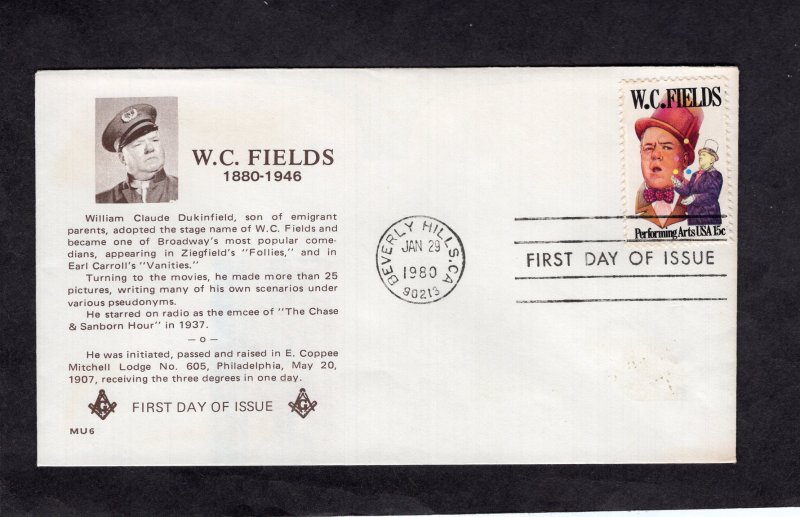 W.C. FIELDS
1880-1946
William Claude Dukinfield, son of emigrant
parents, adopted the stage name of W.C. Fields and
became one of Broadway's most popular come-
dians, appearing in Ziegfield's "Follies," and in
Earl Carroll's "Vanities."
Turning to the movies, he made more than 25
pictures, writing many of his own scenarios under
various pseudonyms.
He starred on radio as the emcee of "The Chase
& Sanborn Hour" in 1937.
— o —
He was initiated, passed and raised in E. Coppee
Mitchell Lodge No. 605, Philadelphia, May 20,
1907, receiving the three degrees in one day.
G FIRST DAY OF ISSUE G
MU6
BEVERLY HILLS, CA
JAN 29
1980
90213
W.C. FIELDS
Performing Arts USA 15c
FIRST DAY OF ISSUE